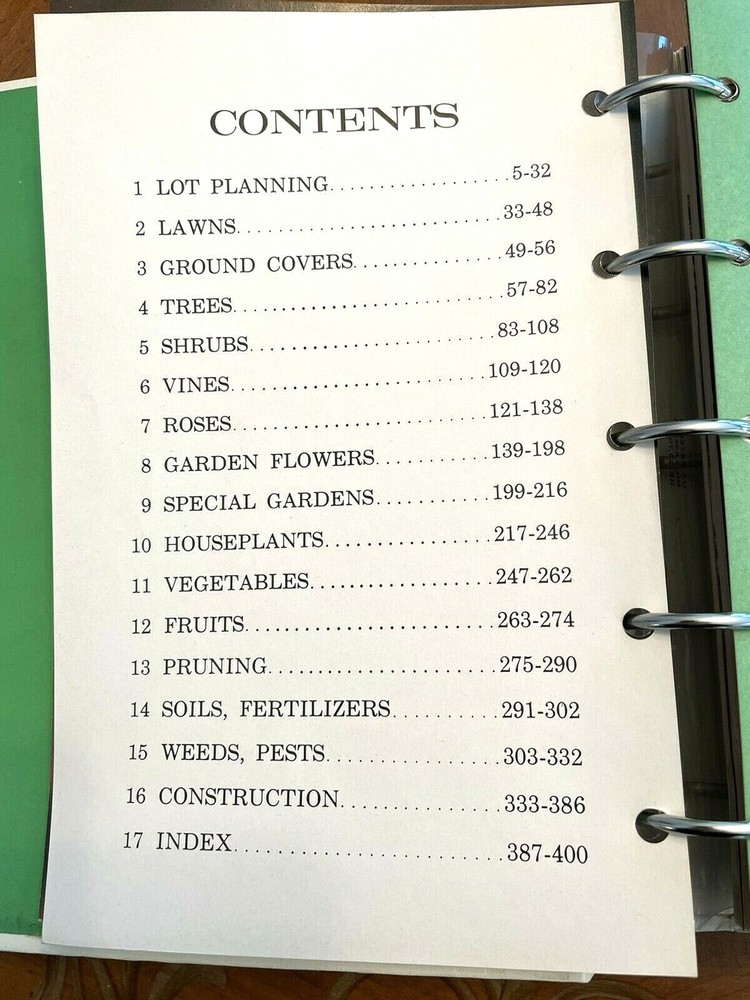 CONTENTS
1 LOT PLANNING. . . . . . . . . . . . . . . . . .5-32
2 LAWNS. . . . . . . . . . . . . . . . . . . . . . . . . .33-48
3 GROUND COVERS. . . . . . . . . . . . . . .49-56
4 TREES. . . . . . . . . . . . . . . . . . . . . . . . . . .57-82
5 SHRUBS. . . . . . . . . . . . . . . . . . . . . . . .83-108
6 VINES. . . . . . . . . . . . . . . . . . . . . . . . .109-120
7 ROSES. . . . . . . . . . . . . . . . . . . . . . . . .121-138
8 GARDEN FLOWERS. . . . . . . . . . .139-198
9 SPECIAL GARDENS. . . . . . . . . . .199-216
10 HOUSEPLANTS. . . . . . . . . . . . . . . .217-246
11 VEGETABLES. . . . . . . . . . . . . . . . . .247-262
12 FRUITS. . . . . . . . . . . . . . . . . . . . . . . .263-274
13 PRUNING. . . . . . . . . . . . . . . . . . . . . .275-290
14 SOILS, FERTILIZERS. . . . . . . . . .291-302
15 WEEDS, PESTS. . . . . . . . . . . . . . . . .303-332
16 CONSTRUCTION. . . . . . . . . . . . . . .333-386
17 INDEX. . . . . . . . . . . . . . . . . . . . . . . . .387-400